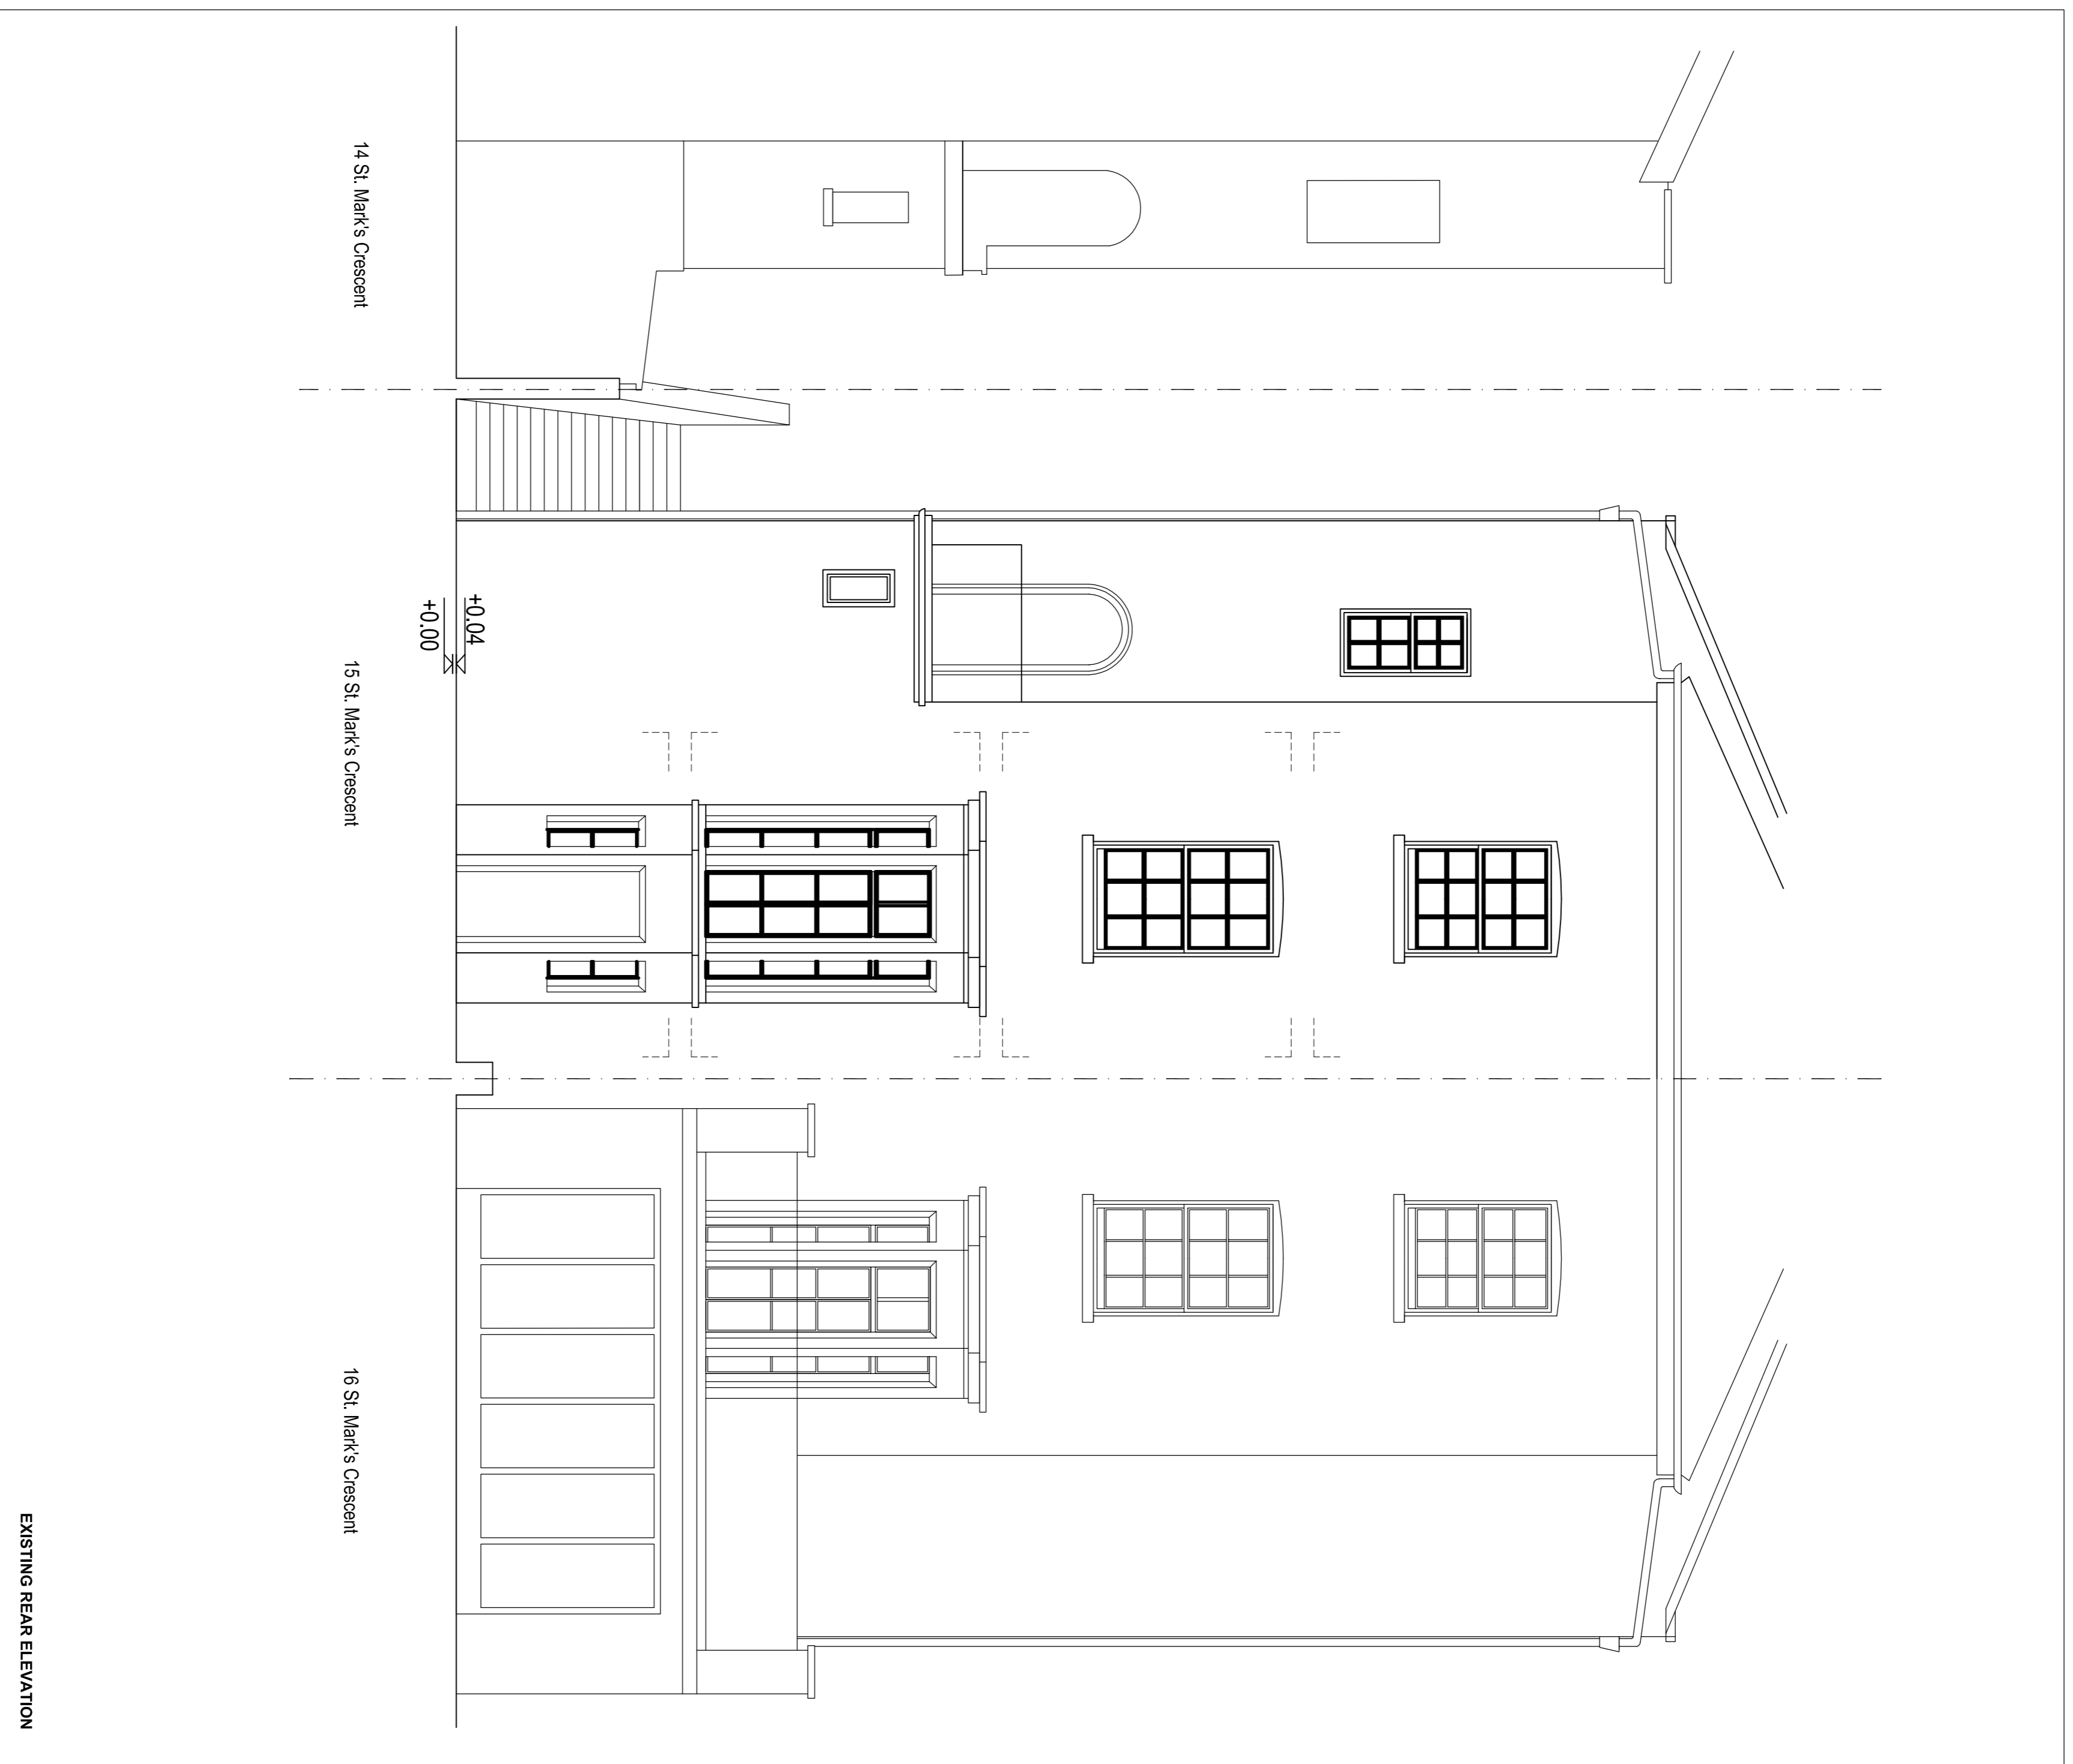 +0.04
+0.00
14 St. Mark's Crescent
15 St. Mark's Crescent
16 St. Mark's Crescent
EXISTING REAR ELEVATION